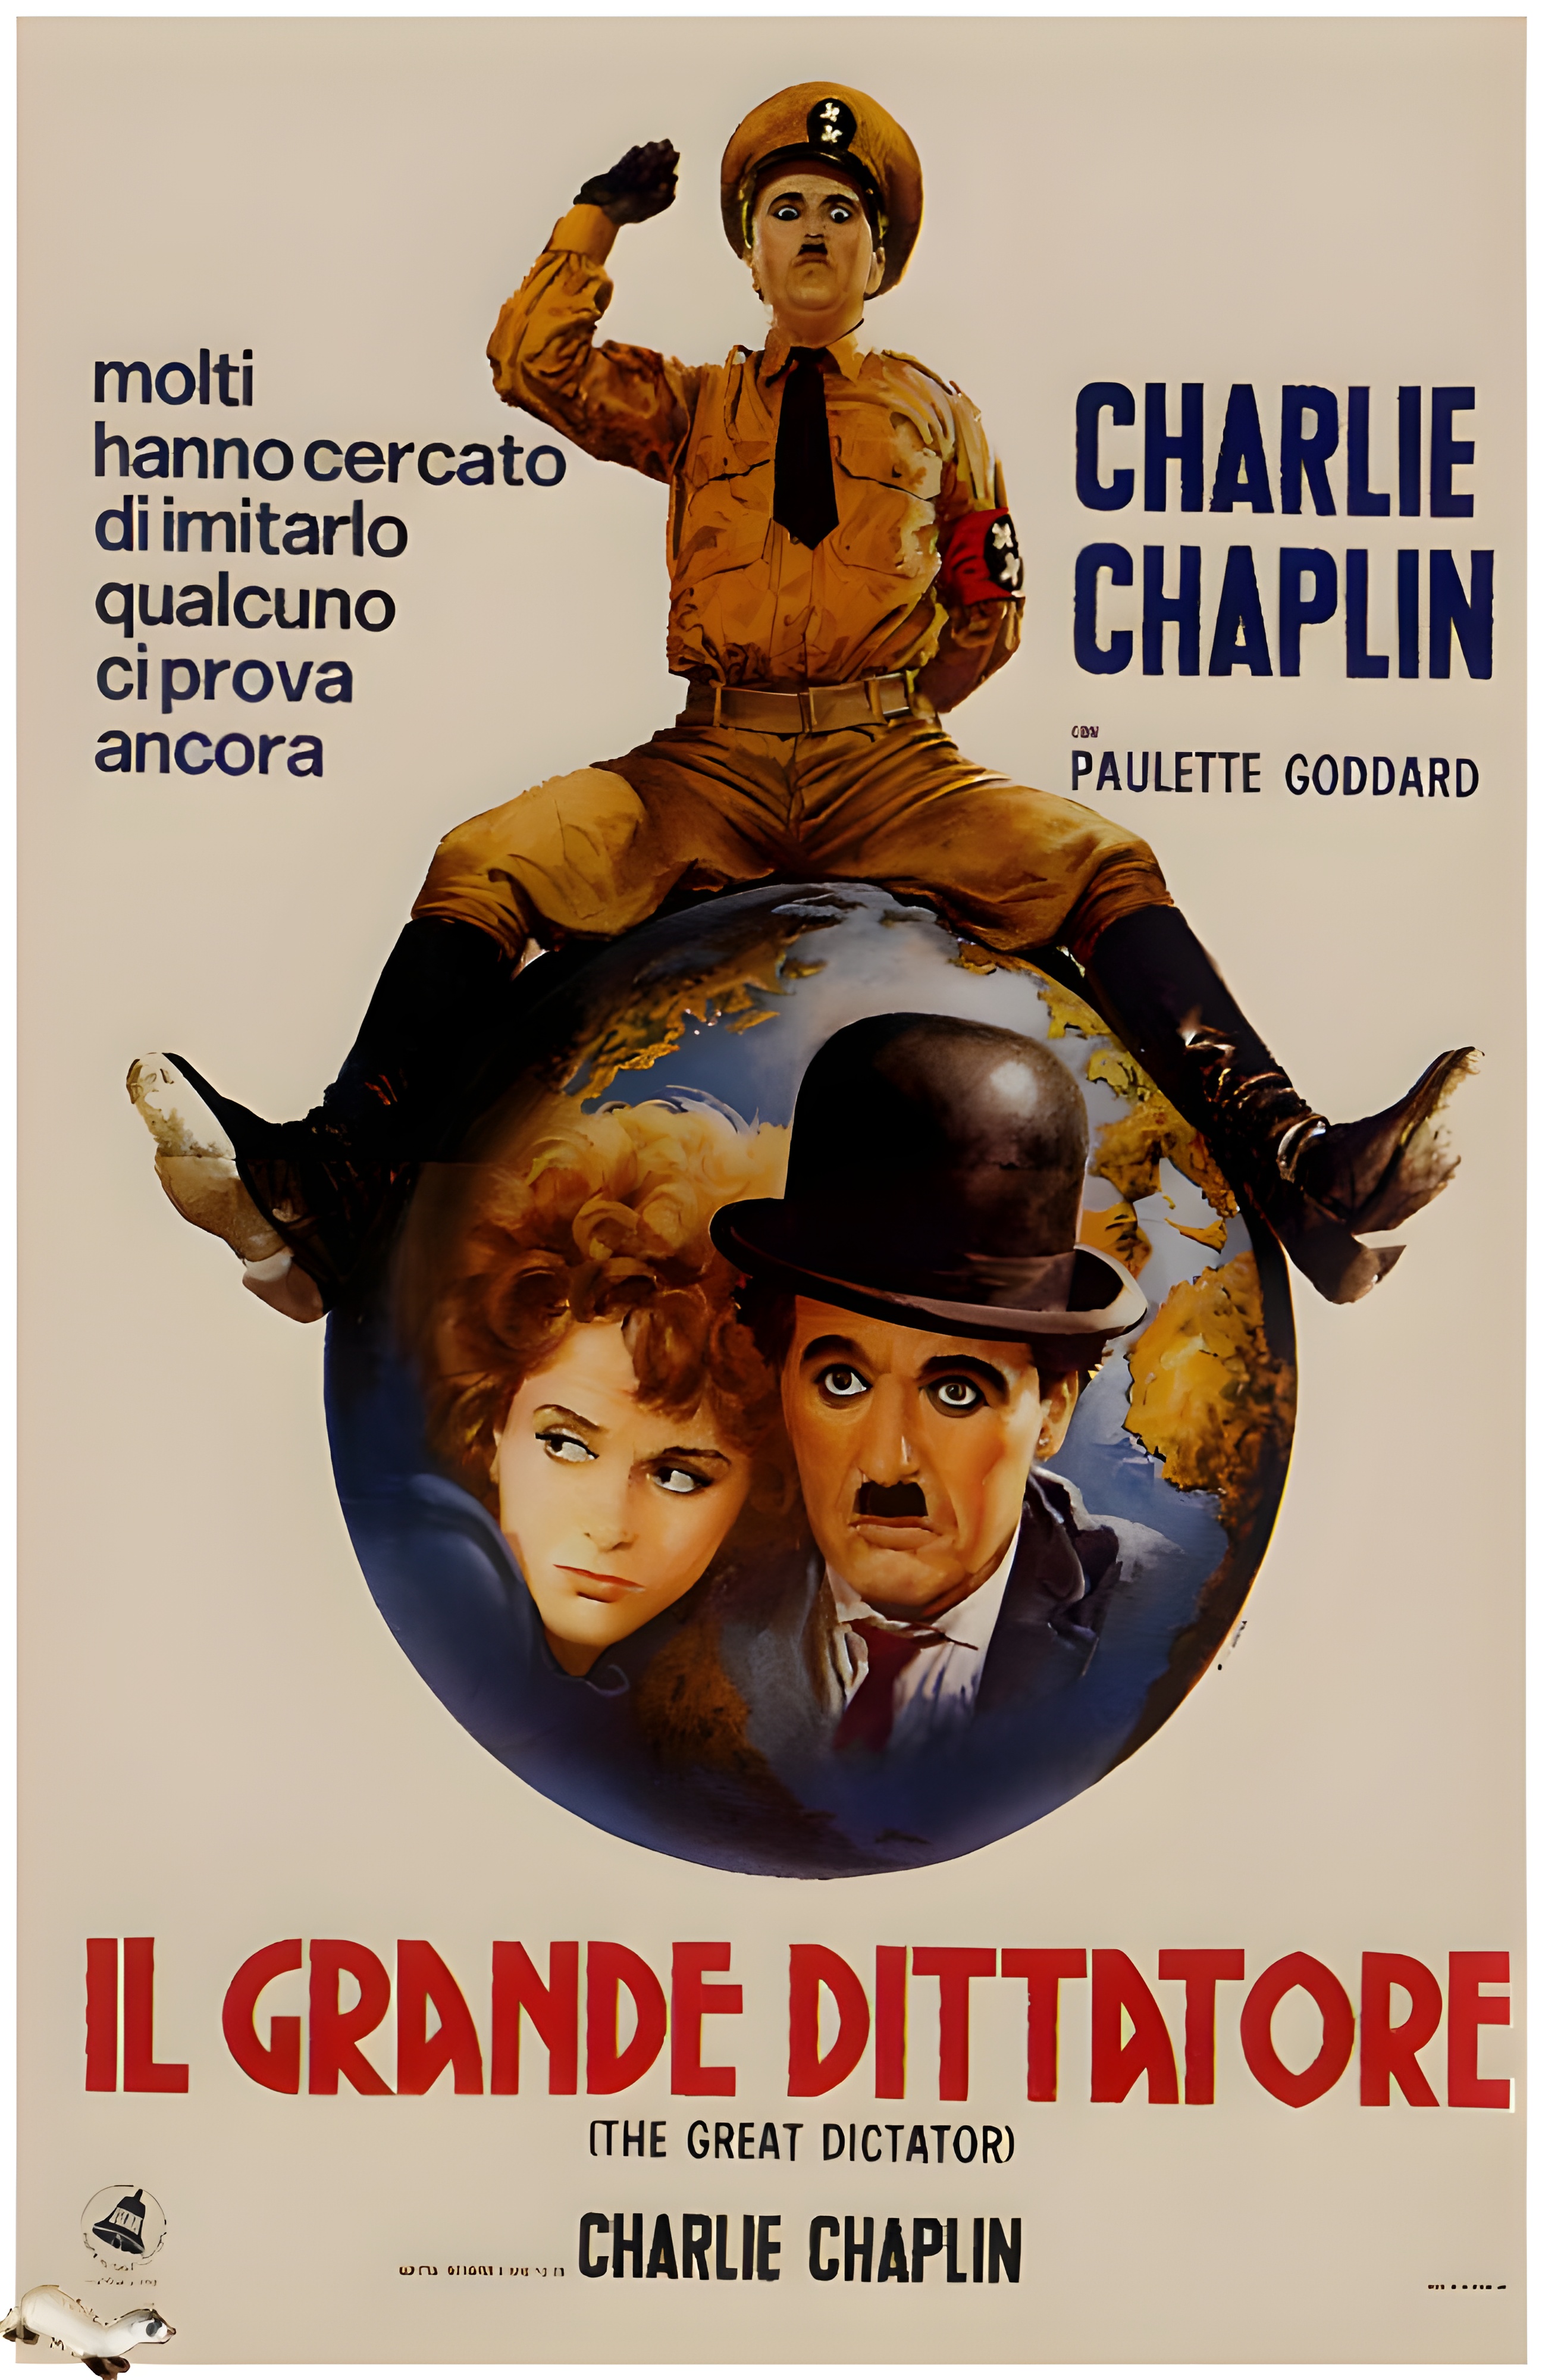 molti
hanno cercato
di imitarlo
qualcuno
ci prova
ancora
CHARLIE
CHAPLIN
CON
PAULETTE GODDARD
IL GRANDE DITTATORE
(THE GREAT DICTATOR)
CHARLIE CHAPLIN